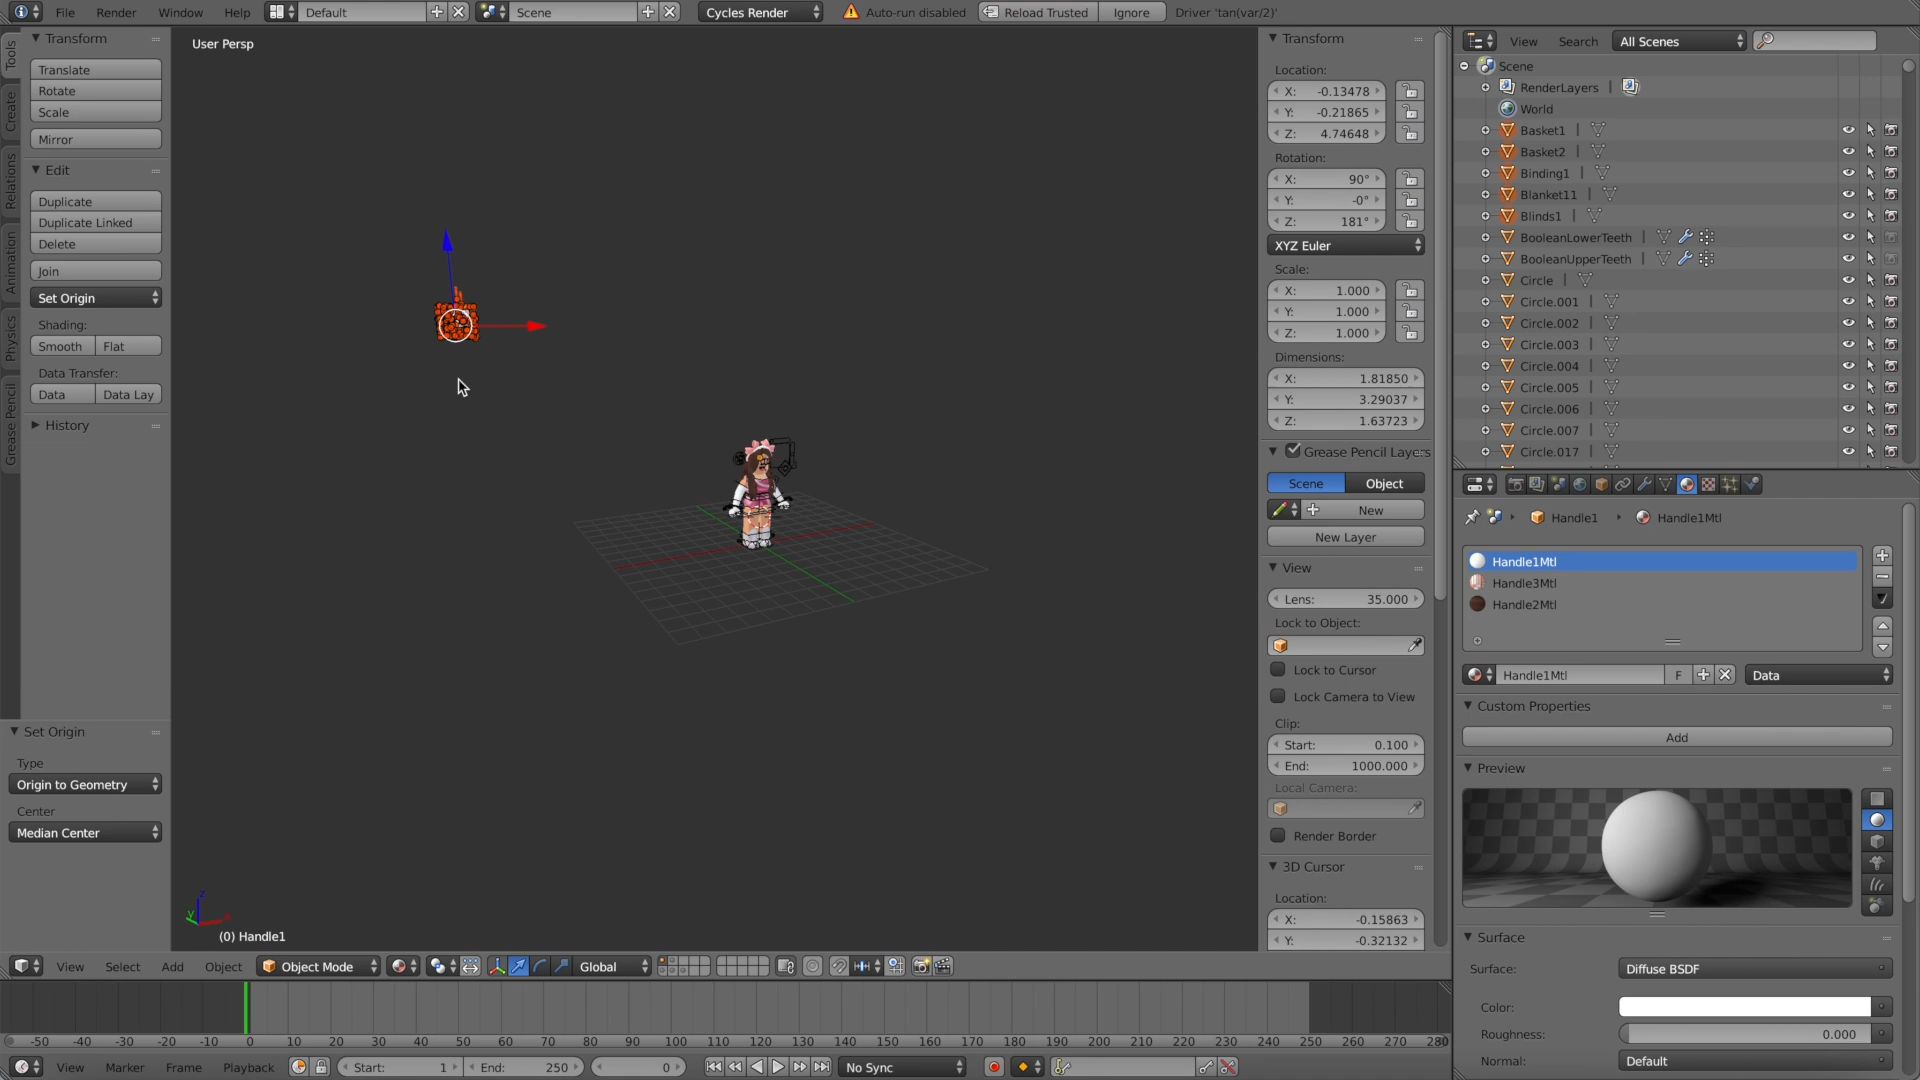 File Render Window Help Default Scene Cycles Render Auto-run disabled Reload Trusted Ignore Driver 'tan(var/2)'
Tools
Create
Relations
Animation
Physics
Grease Pencil
Transform
Translate
Rotate
Scale
Mirror
Edit
Duplicate
Duplicate Linked
Delete
Join
Set Origin
Shading:
Smooth Flat
Data Transfer:
Data Data Lay
History
Set Origin
Type
Origin to Geometry
Center
Median Center
User Persp
z
y
x
(0) Handle1
Transform
Location:
X: -0.13478
Y: -0.21865
Z: 4.74648
Rotation:
X: 90°
Y: -0°
Z: 181°
XYZ Euler
Scale:
X: 1.000
Y: 1.000
Z: 1.000
Dimensions:
X: 1.81850
Y: 3.29037
Z: 1.63723
Grease Pencil Layers
Scene Object
New
New Layer
View
Lens: 35.000
Lock to Object:
Lock to Cursor
Lock Camera to View
Clip:
Start: 0.100
End: 1000.000
Local Camera:
Render Border
3D Cursor
Location:
X: -0.15863
Y: -0.32132
View Search All Scenes
Scene
RenderLayers
World
Basket1
Basket2
Binding1
Blanket11
Blinds1
BooleanLowerTeeth
BooleanUpperTeeth
Circle
Circle.001
Circle.002
Circle.003
Circle.004
Circle.005
Circle.006
Circle.007
Circle.017
Handle1 Handle1Mtl
Handle1Mtl
Handle3Mtl
Handle2Mtl
Handle1Mtl F Data
Custom Properties
Add
Preview
Surface
Surface: Diffuse BSDF
Color:
Roughness: 0.000
Normal: Default
View Select Add Object Object Mode Global
-50 -40 -30 -20 -10 0 10 20 30 40 50 60 70 80 90 100 110 120 130 140 150 160 170 180 190 200 210 220 230 240 250 260 270 280
View Marker Frame Playback Start: 1 End: 250 0 No Sync